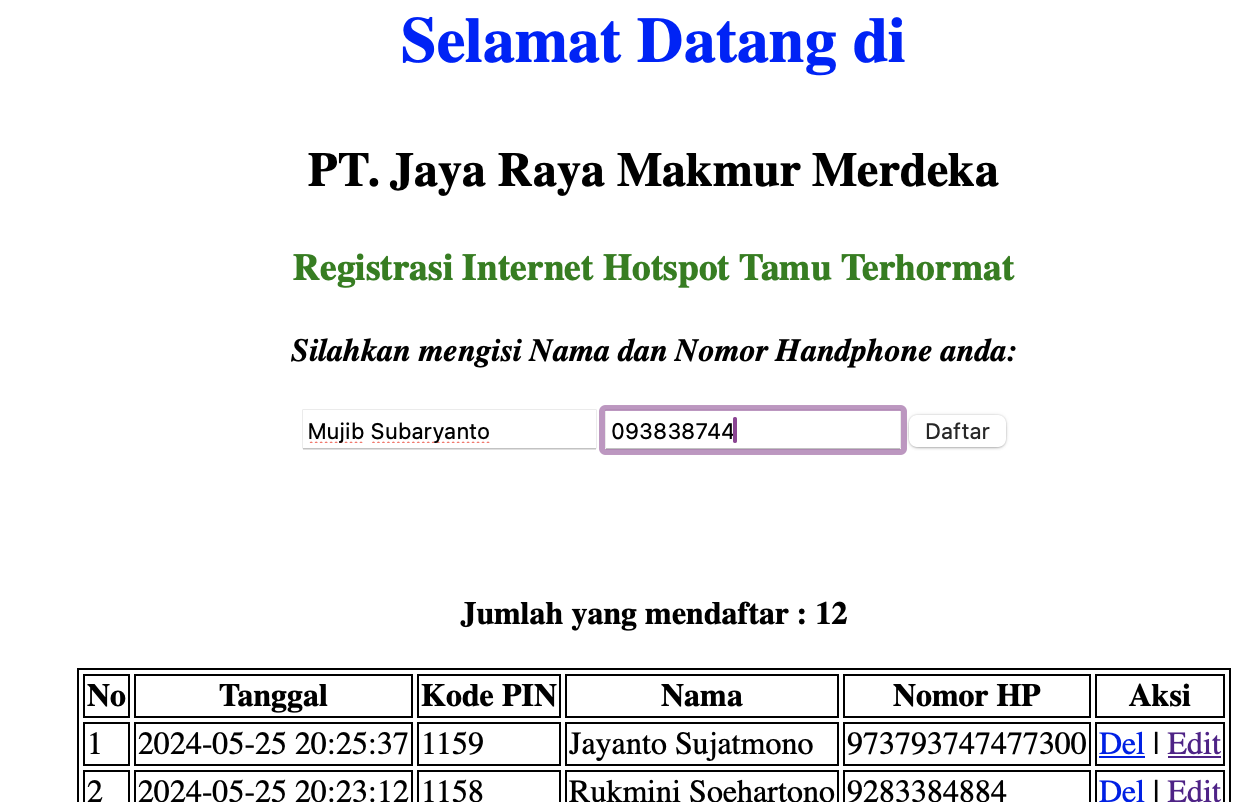 Selamat Datang di
PT. Jaya Raya Makmur Merdeka
Registrasi Internet Hotspot Tamu Terhormat
Silahkan mengisi Nama dan Nomor Handphone anda:
Mujib Subaryanto 093838744 Daftar
Jumlah yang mendaftar : 12
No Tanggal Kode PIN Nama Nomor HP Aksi
1 2024-05-25 20:25:37 1159 Jayanto Sujatmono 973793747477300 Del | Edit
2 2024-05-25 20:23:12 1158 Rukmini Soehartono 9283384884 Del | Edit